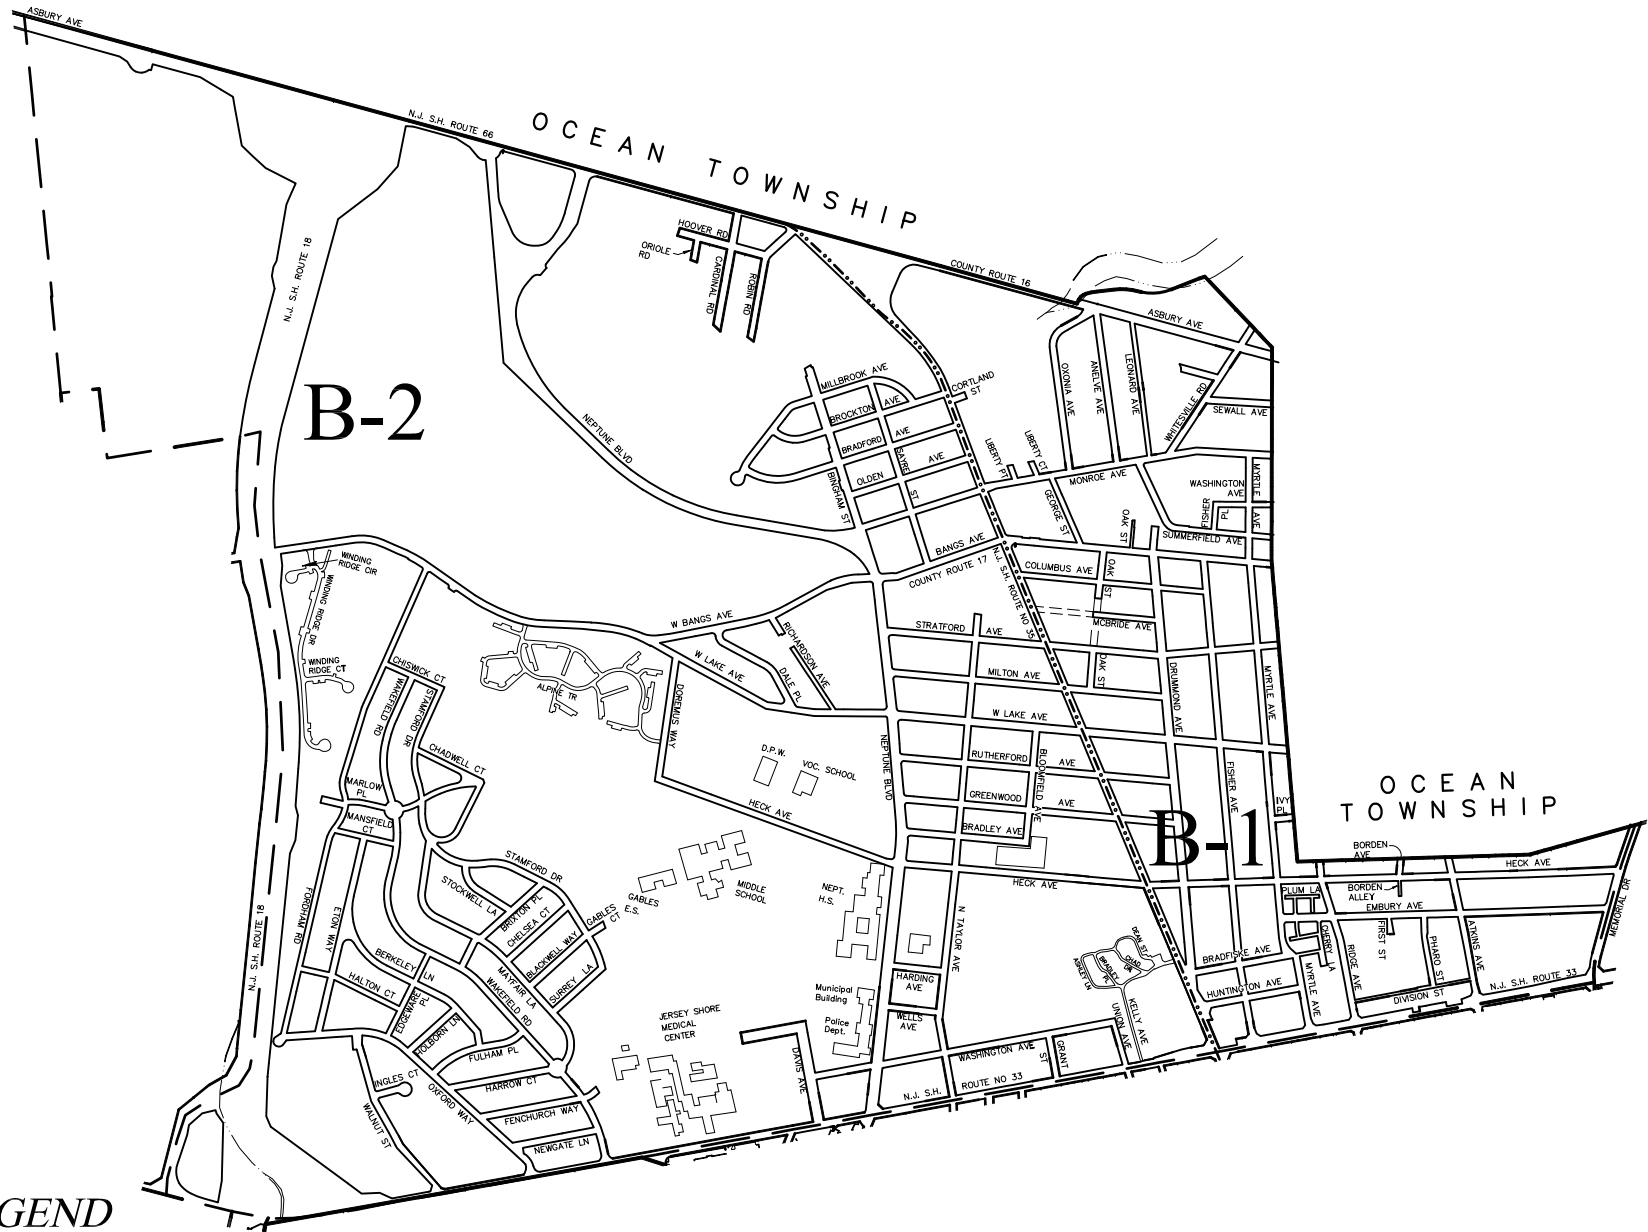 ASBURY AVE
N.J. S.H. ROUTE 66
OCEAN TOWNSHIP
HOOVER RD
ORIOLE
RD
CARDINAL RD
ROBIN RD
COUNTY ROUTE 16
ASBURY AVE
N.J. S.H. ROUTE 18
B-2
NEPTUNE BLVD
MILLBROOK AVE
BROCKTON AVE
BRADFORD AVE
OLDEN AVE
SAYRE ST
BINGHAM ST
CORTLAND
ST
LIBERTY PT
LIBERTY CT
OXONIA AVE
ANELVE AVE
LEONARD AVE
WHITESVILLE RD
SEWALL AVE
MONROE AVE
GEORGE ST
WASHINGTON
AVE
MYRTLE AVE
FISHER
PL
OAK ST
SUMMERFIELD AVE
BANGS AVE
COUNTY ROUTE 17
N.J. S.H. ROUTE NO 35
COLUMBUS AVE
OAK ST
MCBRIDE AVE
OAK ST
WINDING
RIDGE CIR
WINDING RIDGE DR
WINDING
RIDGE CT
W BANGS AVE
W LAKE AVE
RICHARDSON AVE
DALE PL
STRATFORD AVE
MILTON AVE
W LAKE AVE
DRUMMOND AVE
MYRTLE AVE
CHISWICK CT
WAKEFIELD RD
STAMFORD DR
CHADWELL CT
ALPINE TR
DOREMUS WAY
D.P.W.
VOC. SCHOOL
HECK AVE
NEPTUNE BLVD
RUTHERFORD AVE
BLOOMFIELD AVE
GREENWOOD AVE
BRADLEY AVE
FISHER AVE
B-1
IVY
PL
OCEAN
TOWNSHIP
MARLOW
PL
MANSFIELD
CT
STAMFORD DR
STOCKWELL LA
BRIXTON PL
CHELSEA CT
BLACKWELL WAY
GABLES
CT
GABLES
E.S.
MIDDLE
SCHOOL
NEPT.
H.S.
HECK AVE
BORDEN
AVE
HECK AVE
PLUM LA
BORDEN
ALLEY
EMBURY AVE
MEMORIAL DR
FORDHAM RD
ETON WAY
BERKELEY LN
HALTON CT
EDGEWARE
PL
HOLBORN LN
MAYFAIR LA
SURREY LA
WAKEFIELD RD
N TAYLOR AVE
DEAN ST
CHAD
DR
BRADLEY
PL
ASHLEY LN
BRADFISKE AVE
CHERRY LA
RIDGE AVE
FIRST ST
PHARO ST
ATKINS AVE
N.J. S.H. ROUTE 18
HARDING
AVE
WELLS
AVE
Municipal
Building
Police
Dept.
HUNTINGTON AVE
MYRTLE AVE
DIVISION ST
N.J. S.H. ROUTE 33
JERSEY SHORE
MEDICAL
CENTER
KELLY AVE
UNION AVE
FULHAM PL
HARROW CT
FENCHURCH WAY
NEWGATE LN
INGLES CT
OXFORD WAY
WALNUT ST
DAVIS AVE
WASHINGTON AVE
GRANT
ST
N.J. S.H. ROUTE NO 33
GEND